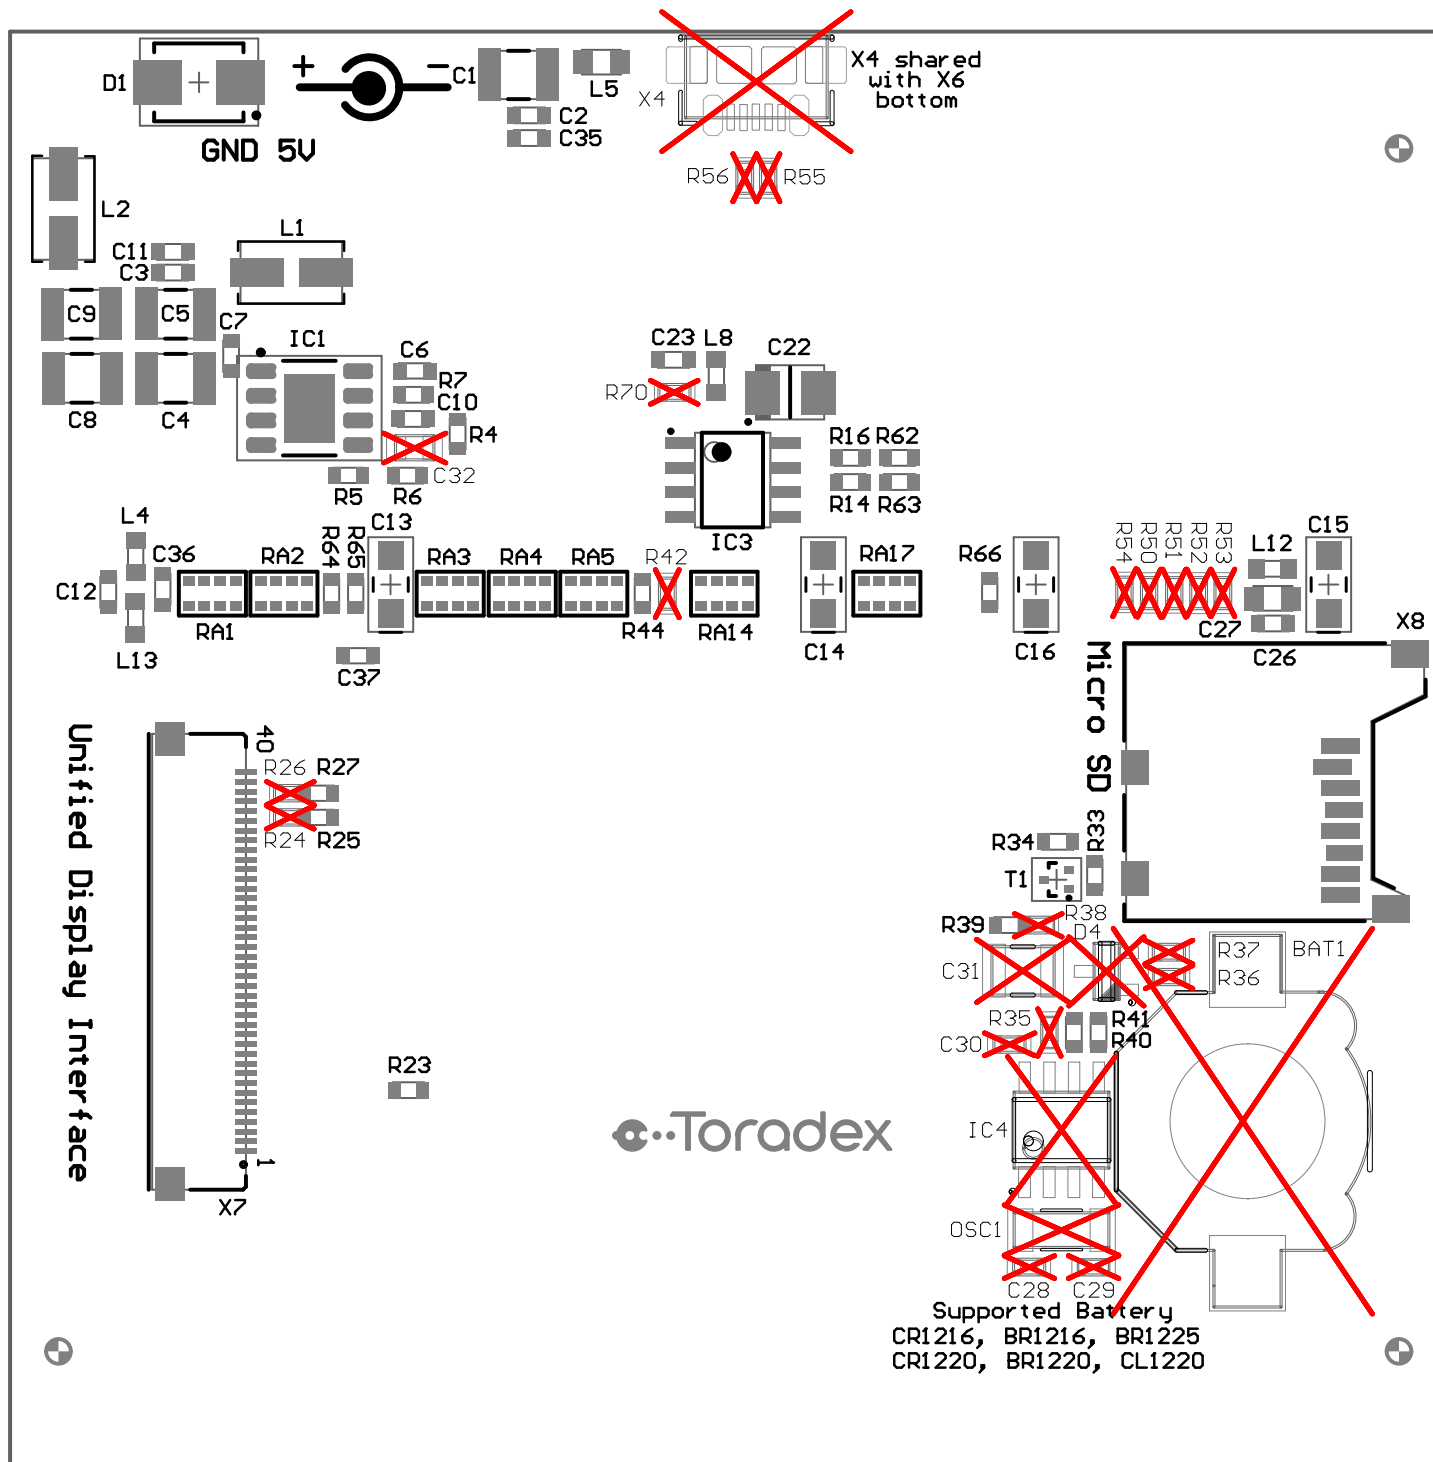 D1
+
-
C1
L5
X4
X4 shared
with X6
bottom
C2
C35
GND 5V
R56
R55
L2
L1
C11
C3
C9
C5
C7
IC1
C6
R7
C10
C23
L8
C22
R70
C8
C4
R4
C32
R16
R62
R5
R6
R14
R63
C13
IC3
L4
C36
RA2
R64
R65
RA3
RA4
RA5
R42
RA17
R66
R54
R50
R51
R52
R53
L12
C15
C12
RA1
R44
RA14
C27
X8
L13
C37
C14
C16
C26
Micro SD
Unified Display Interface
40
R26
R27
R24
R25
R34
R33
T1
R39
R38
D4
C31
R37
BAT1
R36
R35
R41
C30
R40
R23
Toradex
IC4
1
X7
OSC1
C28
C29
Supported Battery
CR1216, BR1216, BR1225
CR1220, BR1220, CL1220